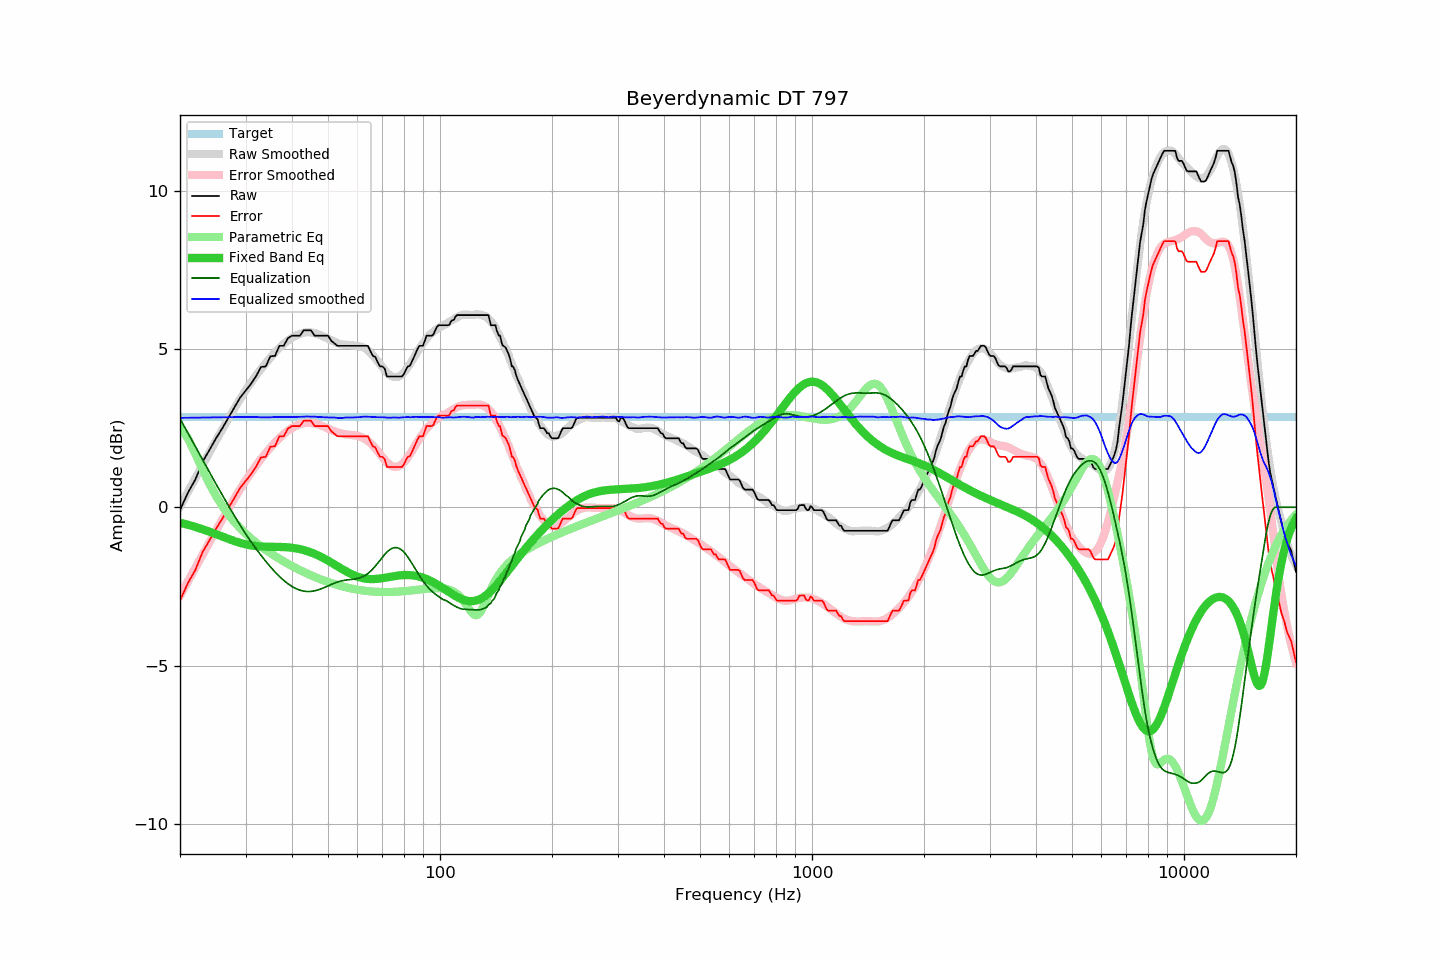 Beyerdynamic DT 797
Target
Raw Smoothed
Error Smoothed
Raw
Error
Parametric Eq
Fixed Band Eq
Equalization
Equalized smoothed
10
5
0
−5
−10
Amplitude (dBr)
100
1000
10000
Frequency (Hz)